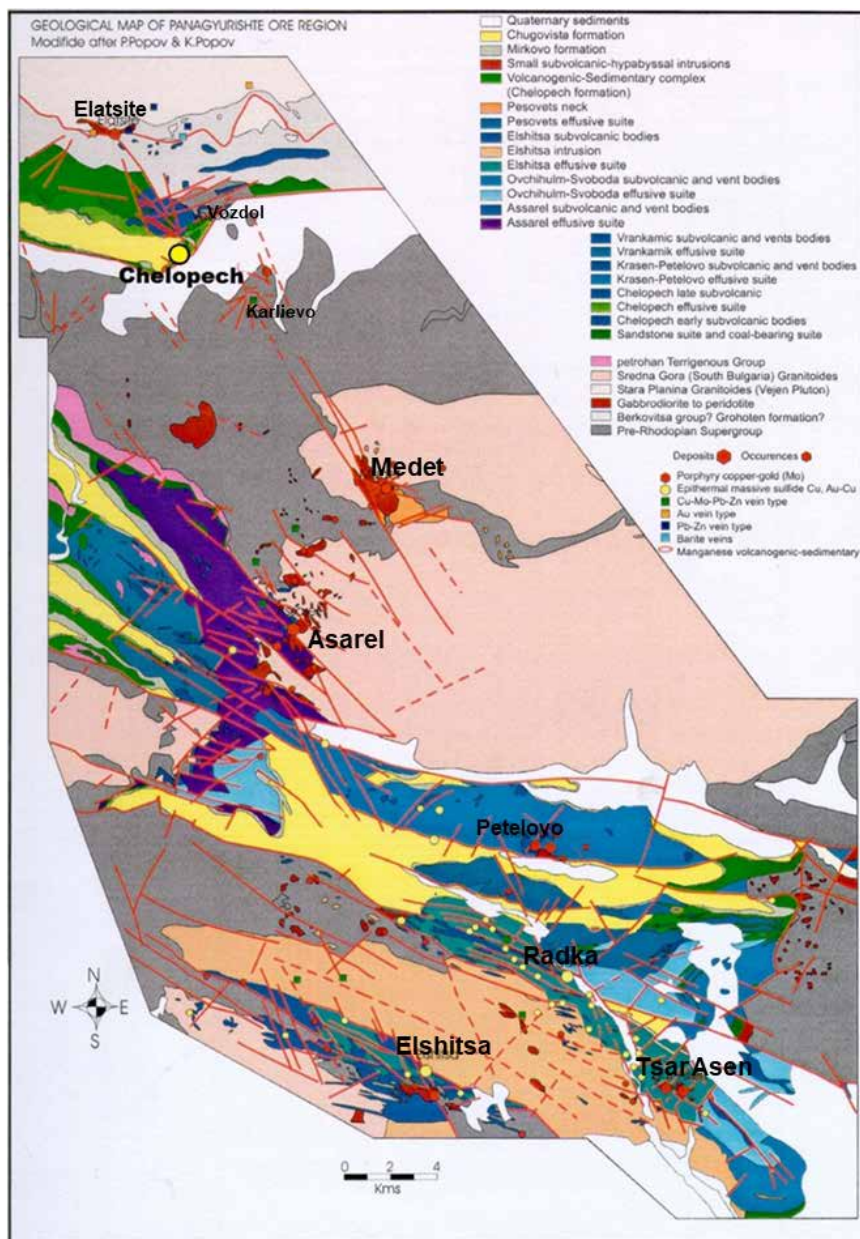 GEOLOGICAL MAP OF PANAGYURISHTE ORE REGION
Modifide after P.Popov & K.Popov
Quaternary sediments
Chugovista formation
Mirkovo formation
Small subvolcanic-hypabyssal intrusions
Volcanogenic-Sedimentary complex
(Chelopech formation)
Pesovets neck
Pesovets effusive suite
Elshitsa subvolcanic bodies
Elshitsa intrusion
Elshitsa effusive suite
Ovchihulm-Svoboda subvolcanic and vent bodies
Ovchihulm-Svoboda effusive suite
Assarel subvolcanic and vent bodies
Assarel effusive suite
Vrankamic subvolcanic and vents bodies
Vrankamik effusive suite
Krasen-Petelovo subvolcanic and vent bodies
Krasen-Petelovo effusive suite
Chelopech late subvolcanic
Chelopech effusive suite
Chelopech early subvolcanic bodies
Sandstone suite and coal-bearing suite
petrohan Terrigenous Group
Sredna Gora (South Bulgaria) Granitoides
Stara Planina Granitoides (Vejen Pluton)
Gabbrodiorite to peridotite
Berkovitsa group? Grohoten formation?
Pre-Rhodopian Supergroup
Deposits Occurences
Porphyry copper-gold (Mo)
Epithermal massive sulfide Cu, Au-Cu
Cu-Mo-Pb-Zn vein type
Au vein type
Pb-Zn vein type
Barite veins
Manganese volcanogenic-sedimentary
Elatsite
Elatsite
Vozdol
Chelopech
Karlievo
Medet
Asarel
Petelovo
Radka
Elshitsa
Tsar Asen
N
W E
S
0 2 4
Kms